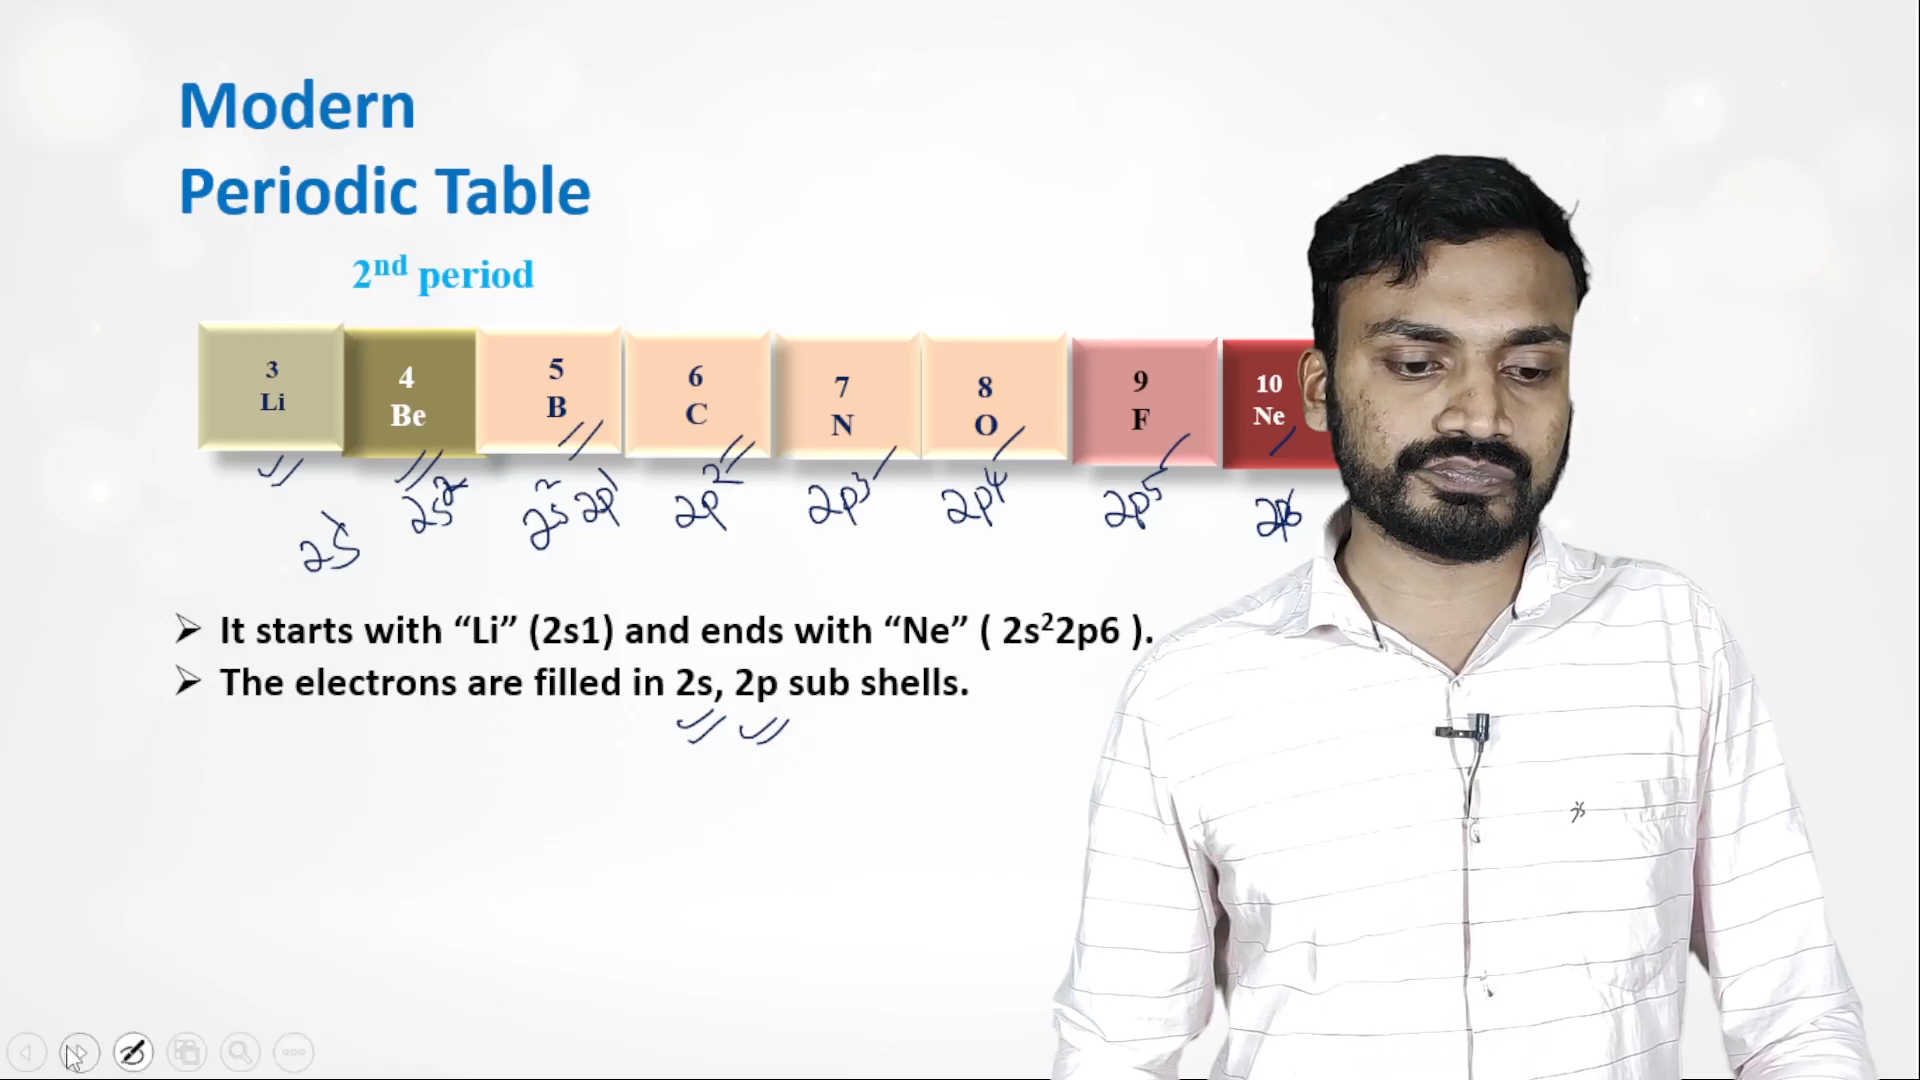 Modern
Periodic Table
2nd period
3 4 5 6 7 8 9 10
Li Be B C N O F Ne
2s¹ 2s² 2s² 2p¹ 2p² 2p³ 2p⁴ 2p⁵ 2p6
➢ It starts with “Li” (2s1) and ends with “Ne” ( 2s²2p6 ).
➢ The electrons are filled in 2s, 2p sub shells.